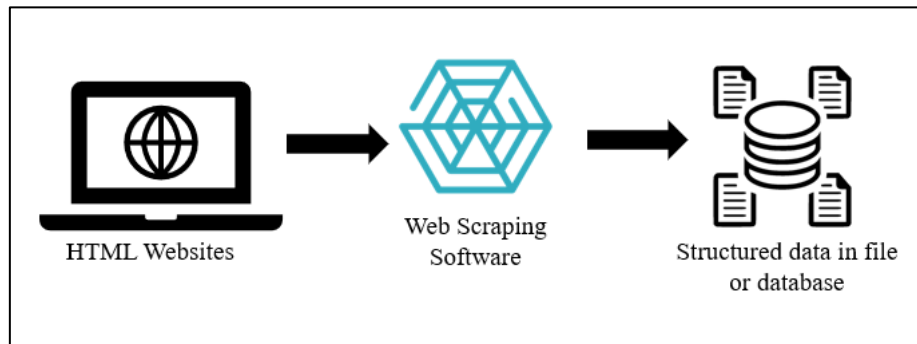 HTML Websites
Web Scraping
Software
Structured data in file
or database